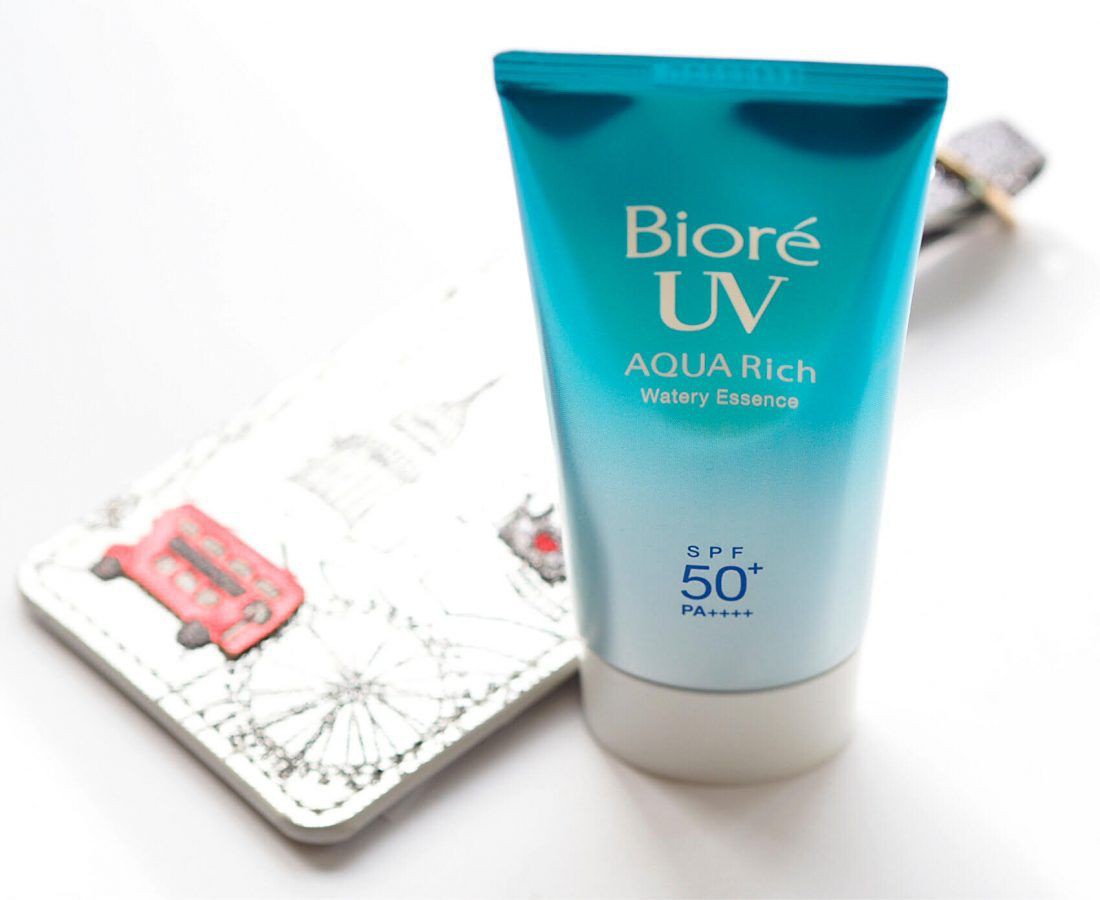 Bioré
UV
AQUA Rich
Watery Essence
SPF
50+
PA++++